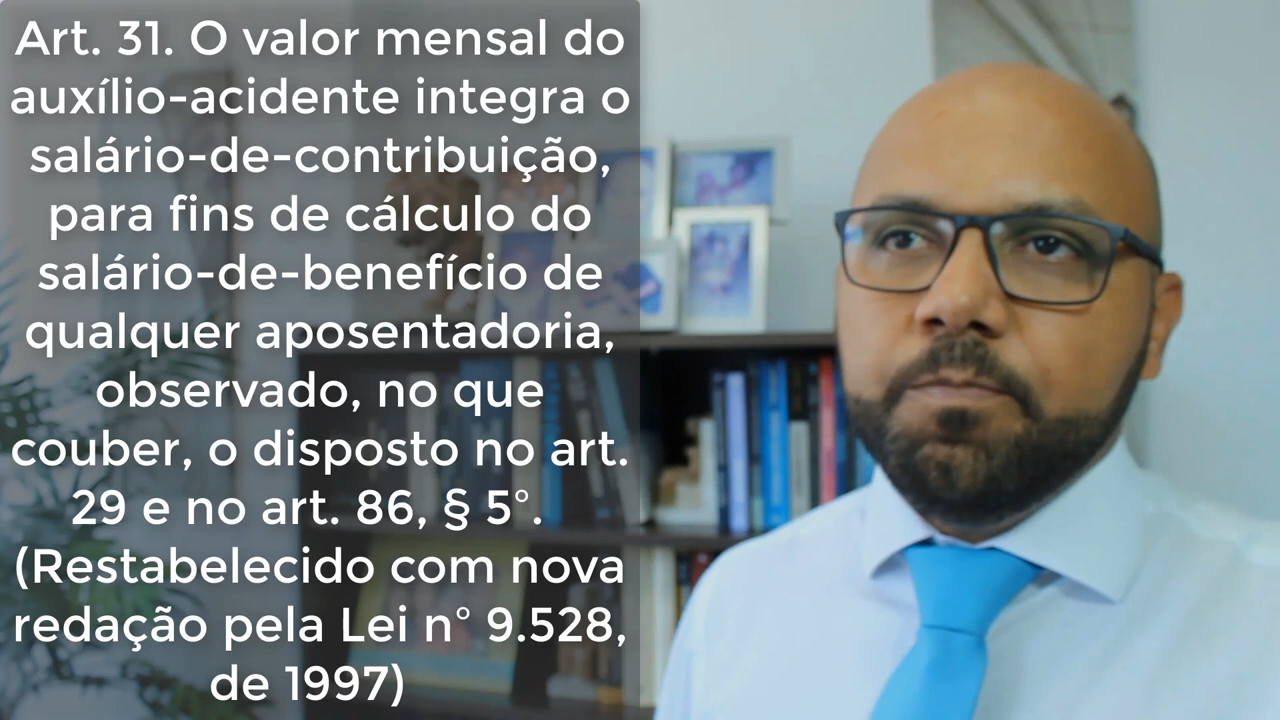 Art. 31. O valor mensal do
auxílio-acidente integra o
salário-de-contribuição,
para fins de cálculo do
salário-de-benefício de
qualquer aposentadoria,
observado, no que
couber, o disposto no art.
29 e no art. 86, § 5°.
(Restabelecido com nova
redação pela Lei n° 9.528,
de 1997)